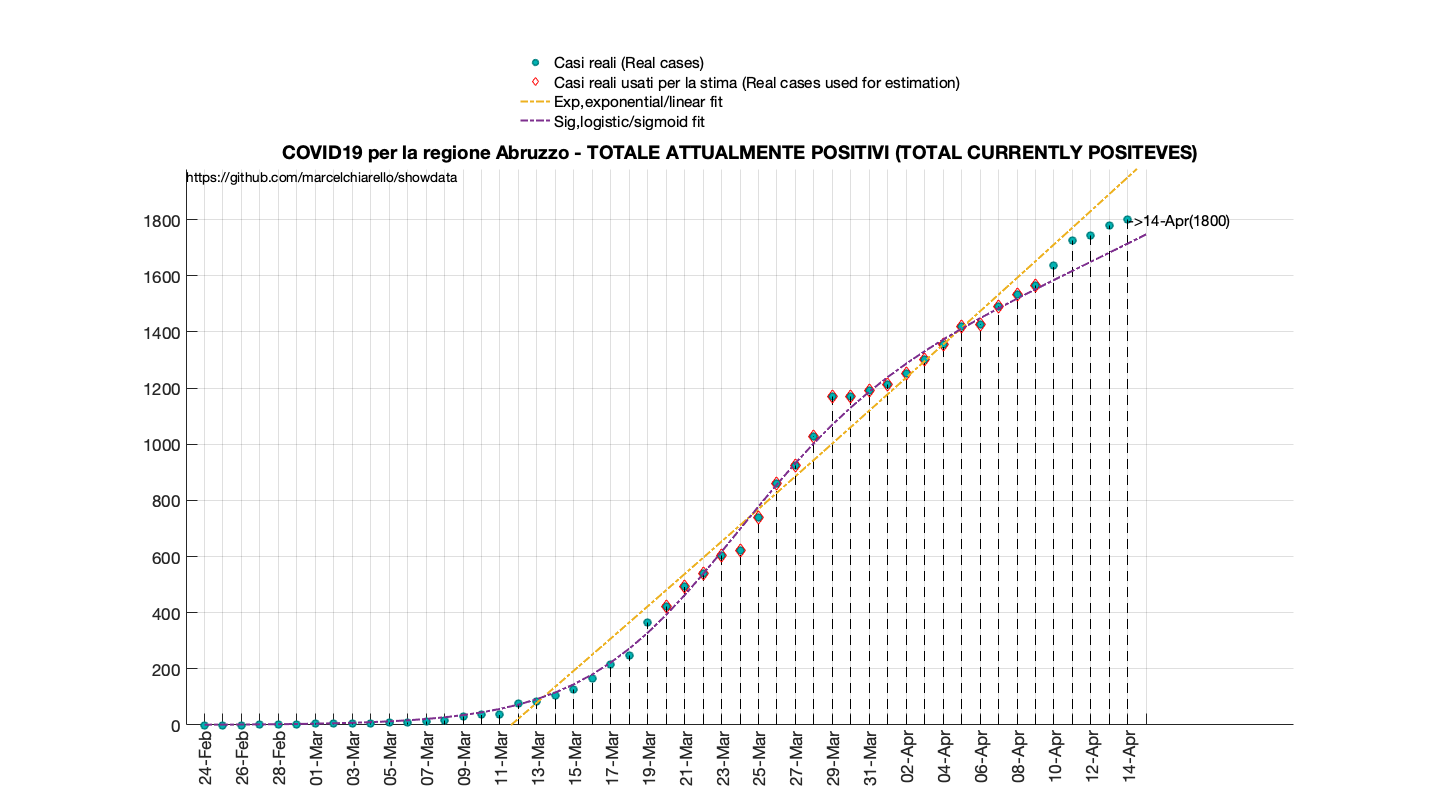 Casi reali (Real cases)
Casi reali usati per la stima (Real cases used for estimation)
Exp,exponential/linear fit
Sig,logistic/sigmoid fit
COVID19 per la regione Abruzzo - TOTALE ATTUALMENTE POSITIVI (TOTAL CURRENTLY POSITEVES)
https://github.com/marcelchiarello/showdata
1800
->14-Apr(1800)
1600
1400
1200
1000
800
600
400
200
0
24-Feb
26-Feb
28-Feb
01-Mar
03-Mar
05-Mar
07-Mar
09-Mar
11-Mar
13-Mar
15-Mar
17-Mar
19-Mar
21-Mar
23-Mar
25-Mar
27-Mar
29-Mar
31-Mar
02-Apr
04-Apr
06-Apr
08-Apr
10-Apr
12-Apr
14-Apr